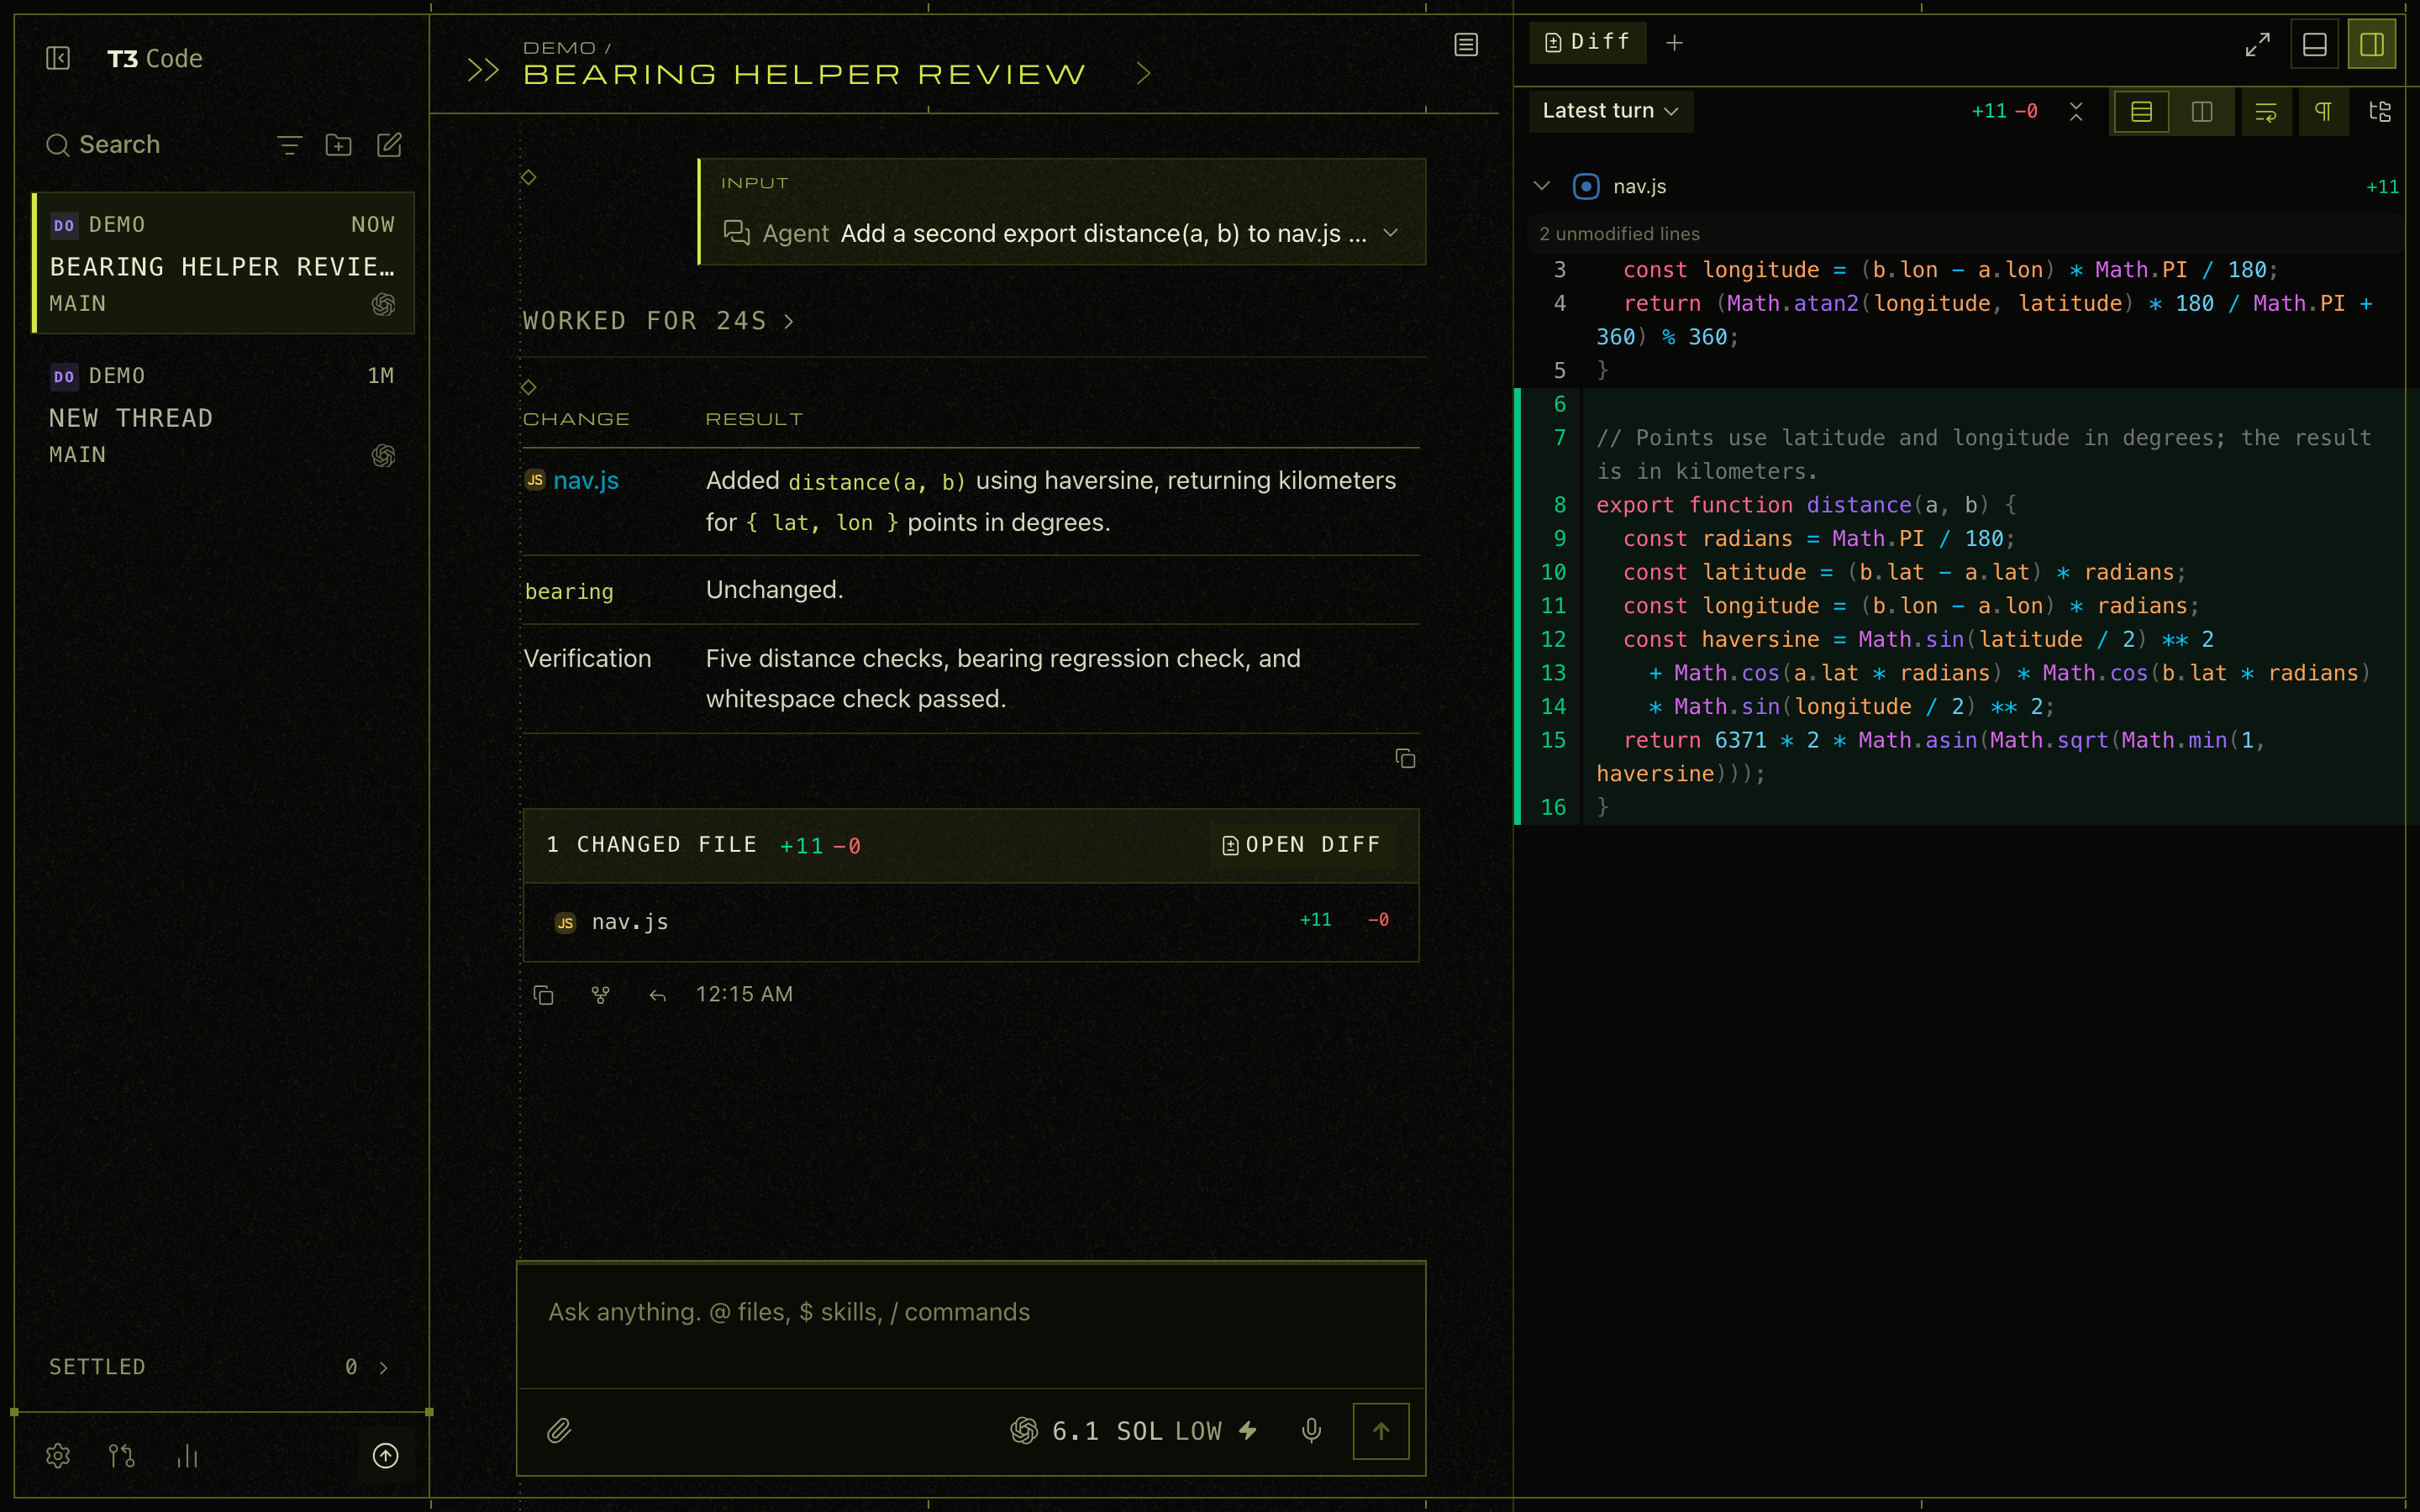 T3 Code
Search
DO DEMO NOW
BEARING HELPER REVIE…
MAIN
DO DEMO 1M
NEW THREAD
MAIN
SETTLED 0
DEMO /
BEARING HELPER REVIEW
INPUT
Agent Add a second export distance(a, b) to nav.js ...
WORKED FOR 24S
CHANGE RESULT
JS nav.js Added distance(a, b) using haversine, returning kilometers
for { lat, lon } points in degrees.
bearing Unchanged.
Verification Five distance checks, bearing regression check, and
whitespace check passed.
1 CHANGED FILE +11 −0 OPEN DIFF
JS nav.js +11 −0
12:15 AM
Ask anything. @ files, $ skills, / commands
6.1 SOL LOW
Diff
Latest turn +11 −0
nav.js +11
2 unmodified lines
3 const longitude = (b.lon - a.lon) * Math.PI / 180;
4 return (Math.atan2(longitude, latitude) * 180 / Math.PI +
360) % 360;
5 }
6
7 // Points use latitude and longitude in degrees; the result
is in kilometers.
8 export function distance(a, b) {
9 const radians = Math.PI / 180;
10 const latitude = (b.lat - a.lat) * radians;
11 const longitude = (b.lon - a.lon) * radians;
12 const haversine = Math.sin(latitude / 2) ** 2
13 + Math.cos(a.lat * radians) * Math.cos(b.lat * radians)
14 * Math.sin(longitude / 2) ** 2;
15 return 6371 * 2 * Math.asin(Math.sqrt(Math.min(1,
haversine)));
16 }